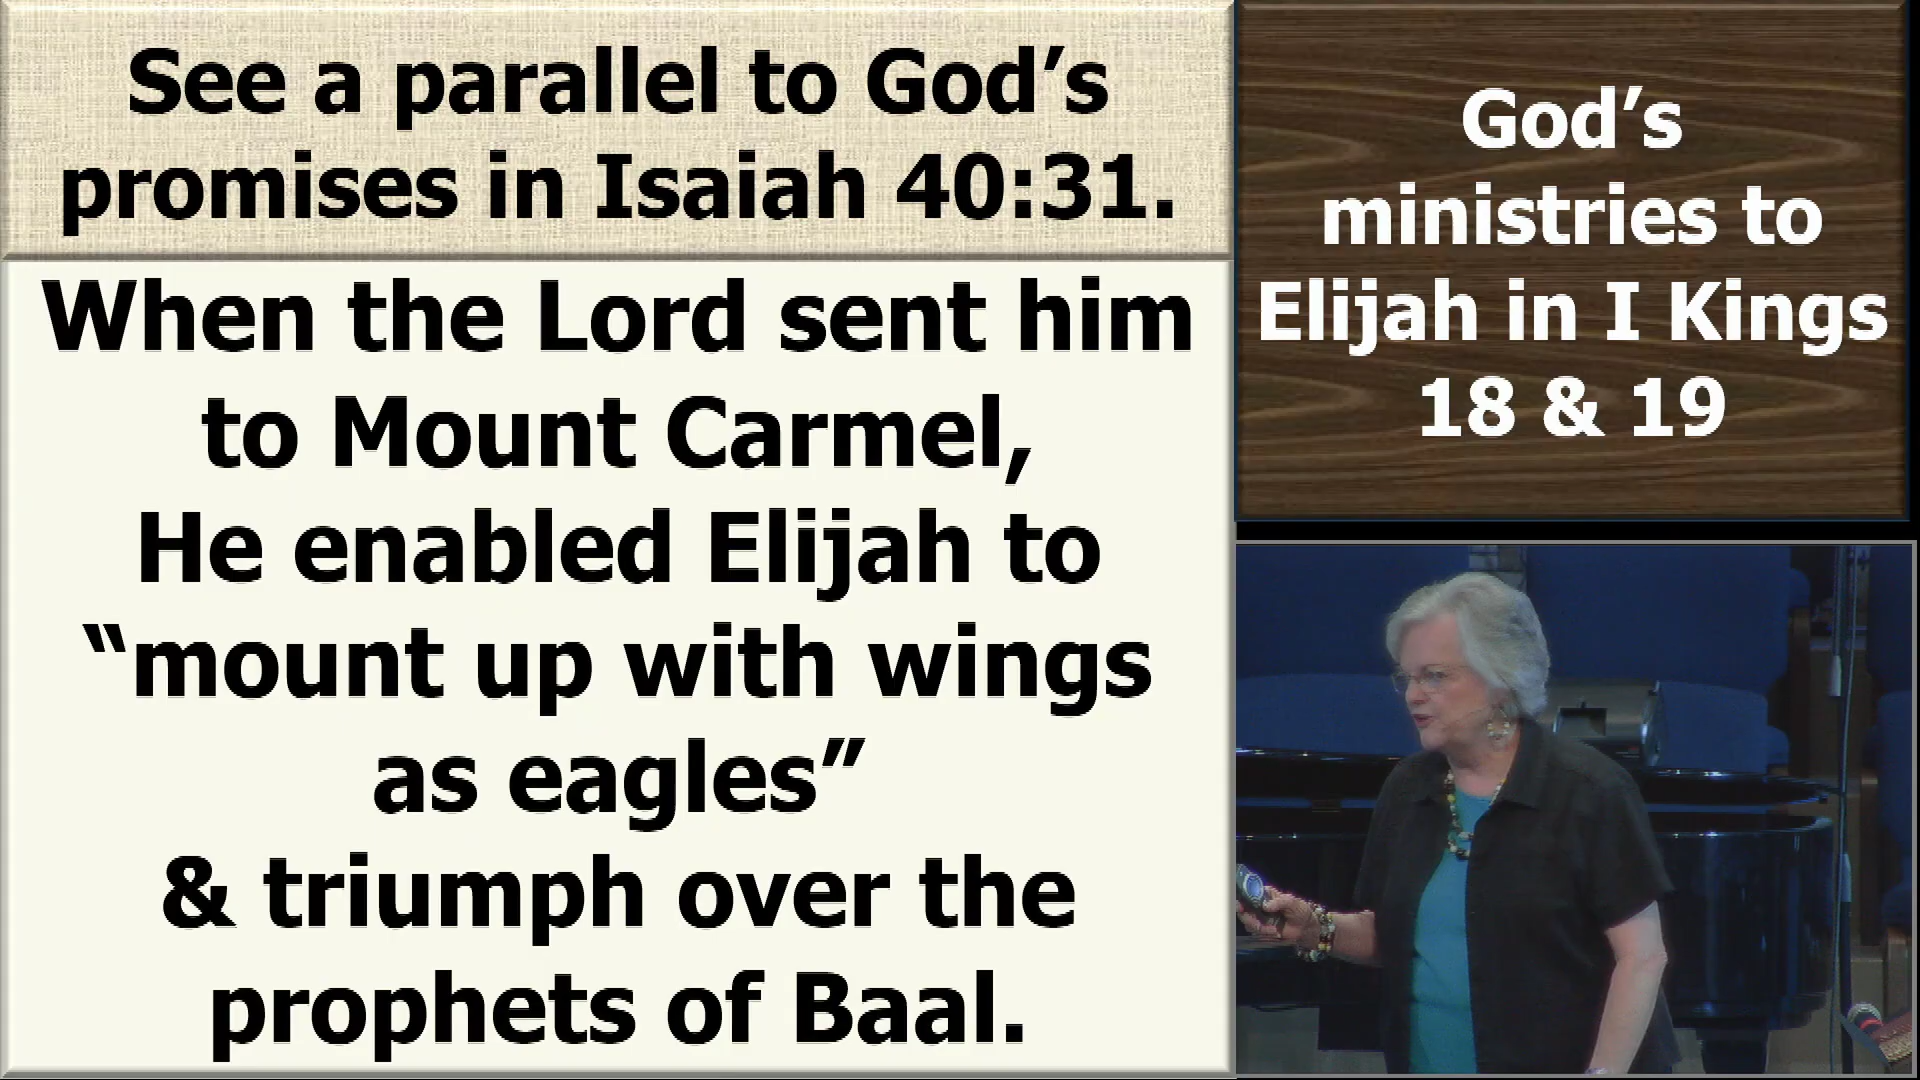 See a parallel to God’s
promises in Isaiah 40:31.
When the Lord sent him
to Mount Carmel,
He enabled Elijah to
“mount up with wings
as eagles”
& triumph over the
prophets of Baal.
God’s
ministries to
Elijah in I Kings
18 & 19